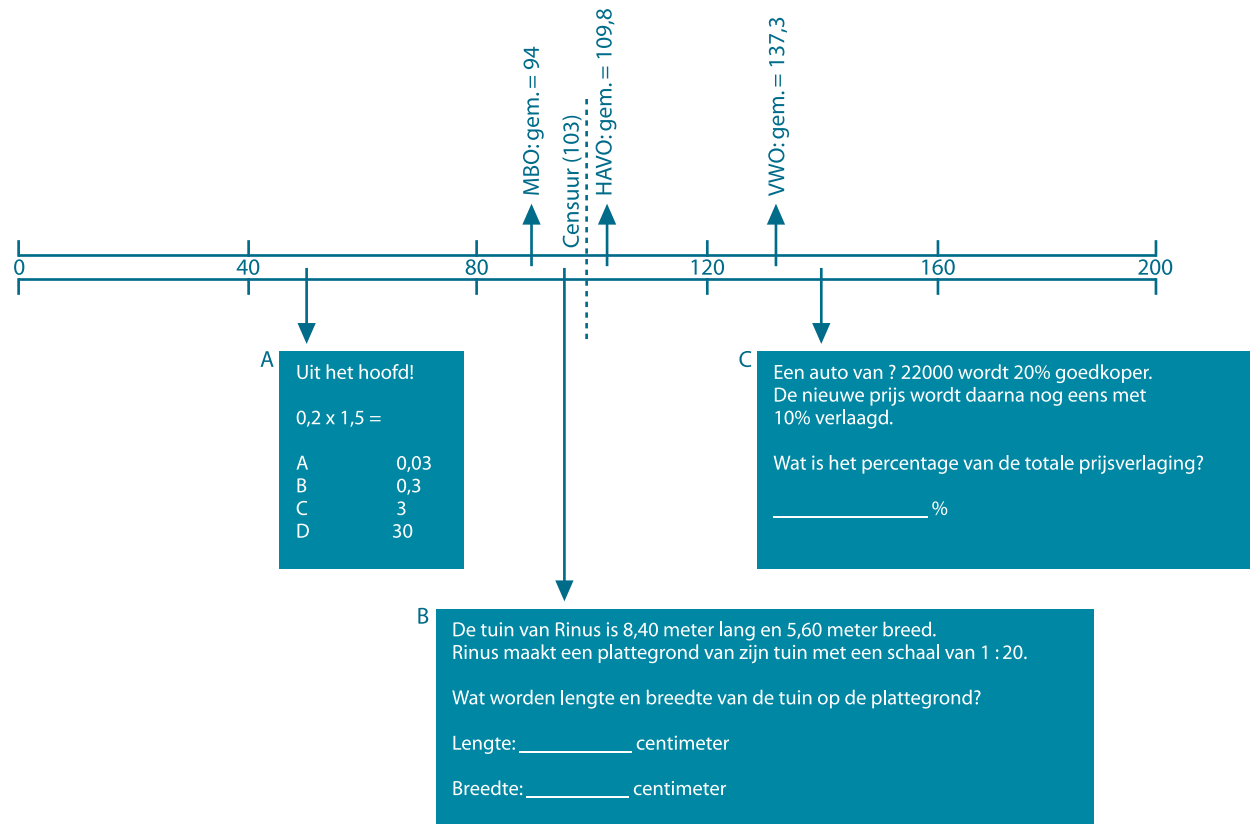 MBO: gem. = 94
Censuur (103)
HAVO: gem. = 109,8
VWO: gem. = 137,3
0 40 80 120 160 200
A
Uit het hoofd!
0,2 x 1,5 =
A 0,03
B 0,3
C 3
D 30
C
Een auto van ? 22000 wordt 20% goedkoper.
De nieuwe prijs wordt daarna nog eens met
10% verlaagd.
Wat is het percentage van de totale prijsverlaging?
________________ %
B
De tuin van Rinus is 8,40 meter lang en 5,60 meter breed.
Rinus maakt een plattegrond van zijn tuin met een schaal van 1 : 20.
Wat worden lengte en breedte van de tuin op de plattegrond?
Lengte: ____________ centimeter
Breedte: ___________ centimeter